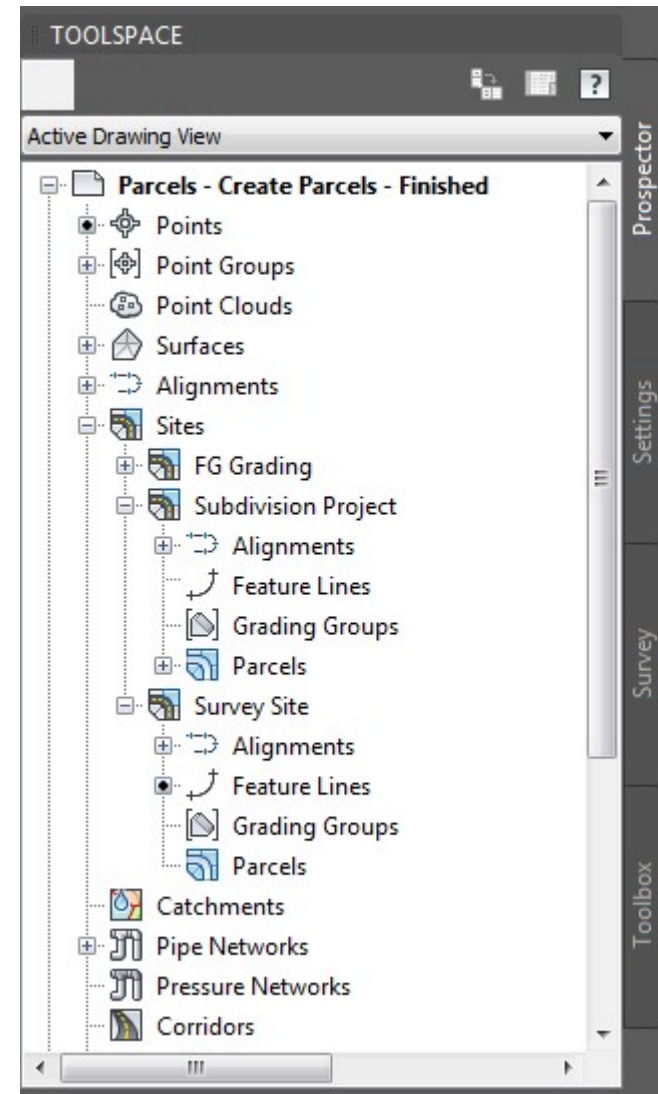 TOOLSPACE
?
Active Drawing View
Parcels - Create Parcels - Finished
Points
Point Groups
Point Clouds
Surfaces
Alignments
Sites
FG Grading
Subdivision Project
Alignments
Feature Lines
Grading Groups
Parcels
Survey Site
Alignments
Feature Lines
Grading Groups
Parcels
Catchments
Pipe Networks
Pressure Networks
Corridors
Prospector
Settings
Survey
Toolbox